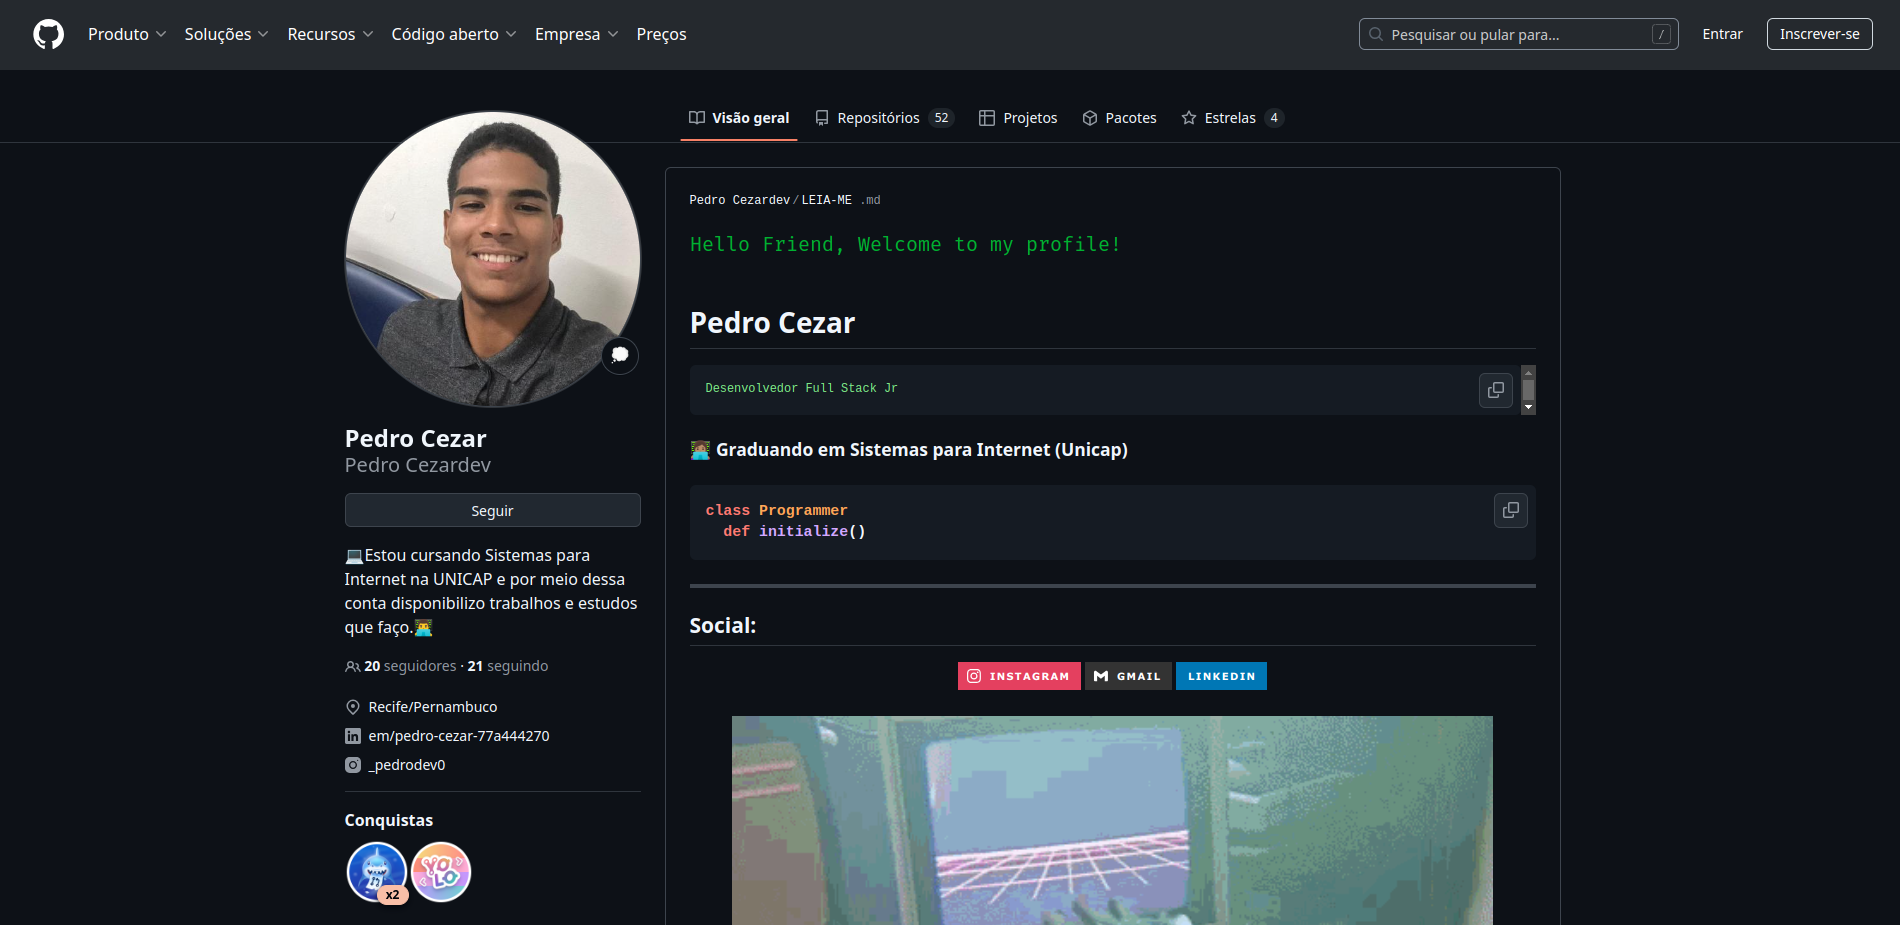 Produto Soluções Recursos Código aberto Empresa Preços Pesquisar ou pular para... / Entrar Inscrever-se
Visão geral Repositórios 52 Projetos Pacotes Estrelas 4
Pedro Cezar
Pedro Cezardev
Seguir
💻Estou cursando Sistemas para
Internet na UNICAP e por meio dessa
conta disponibilizo trabalhos e estudos
que faço.👨‍💻
20 seguidores · 21 seguindo
Recife/Pernambuco
em/pedro-cezar-77a444270
_pedrodev0
Conquistas
x2
YOLO
Pedro Cezardev/LEIA-ME .md
Hello Friend, Welcome to my profile!
Pedro Cezar
Desenvolvedor Full Stack Jr
👨🏽‍💻 Graduando em Sistemas para Internet (Unicap)
class Programmer
  def initialize()
Social:
INSTAGRAM GMAIL LINKEDIN